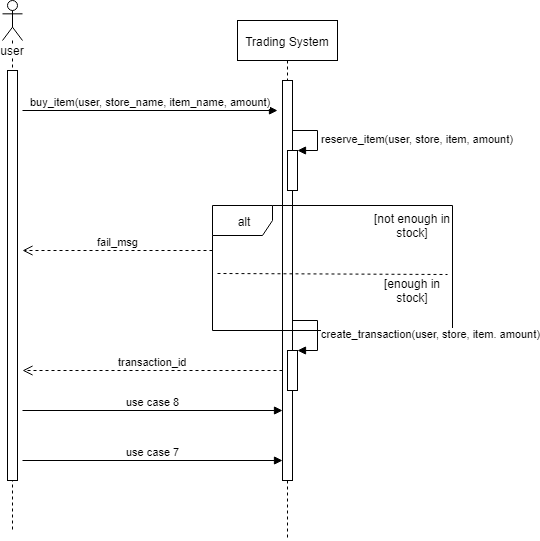 user
Trading System
buy_item(user, store_name, item_name, amount)
reserve_item(user, store, item, amount)
alt
[not enough in
stock]
fail_msg
[enough in
stock]
create_transaction(user, store, item. amount)
transaction_id
use case 8
use case 7